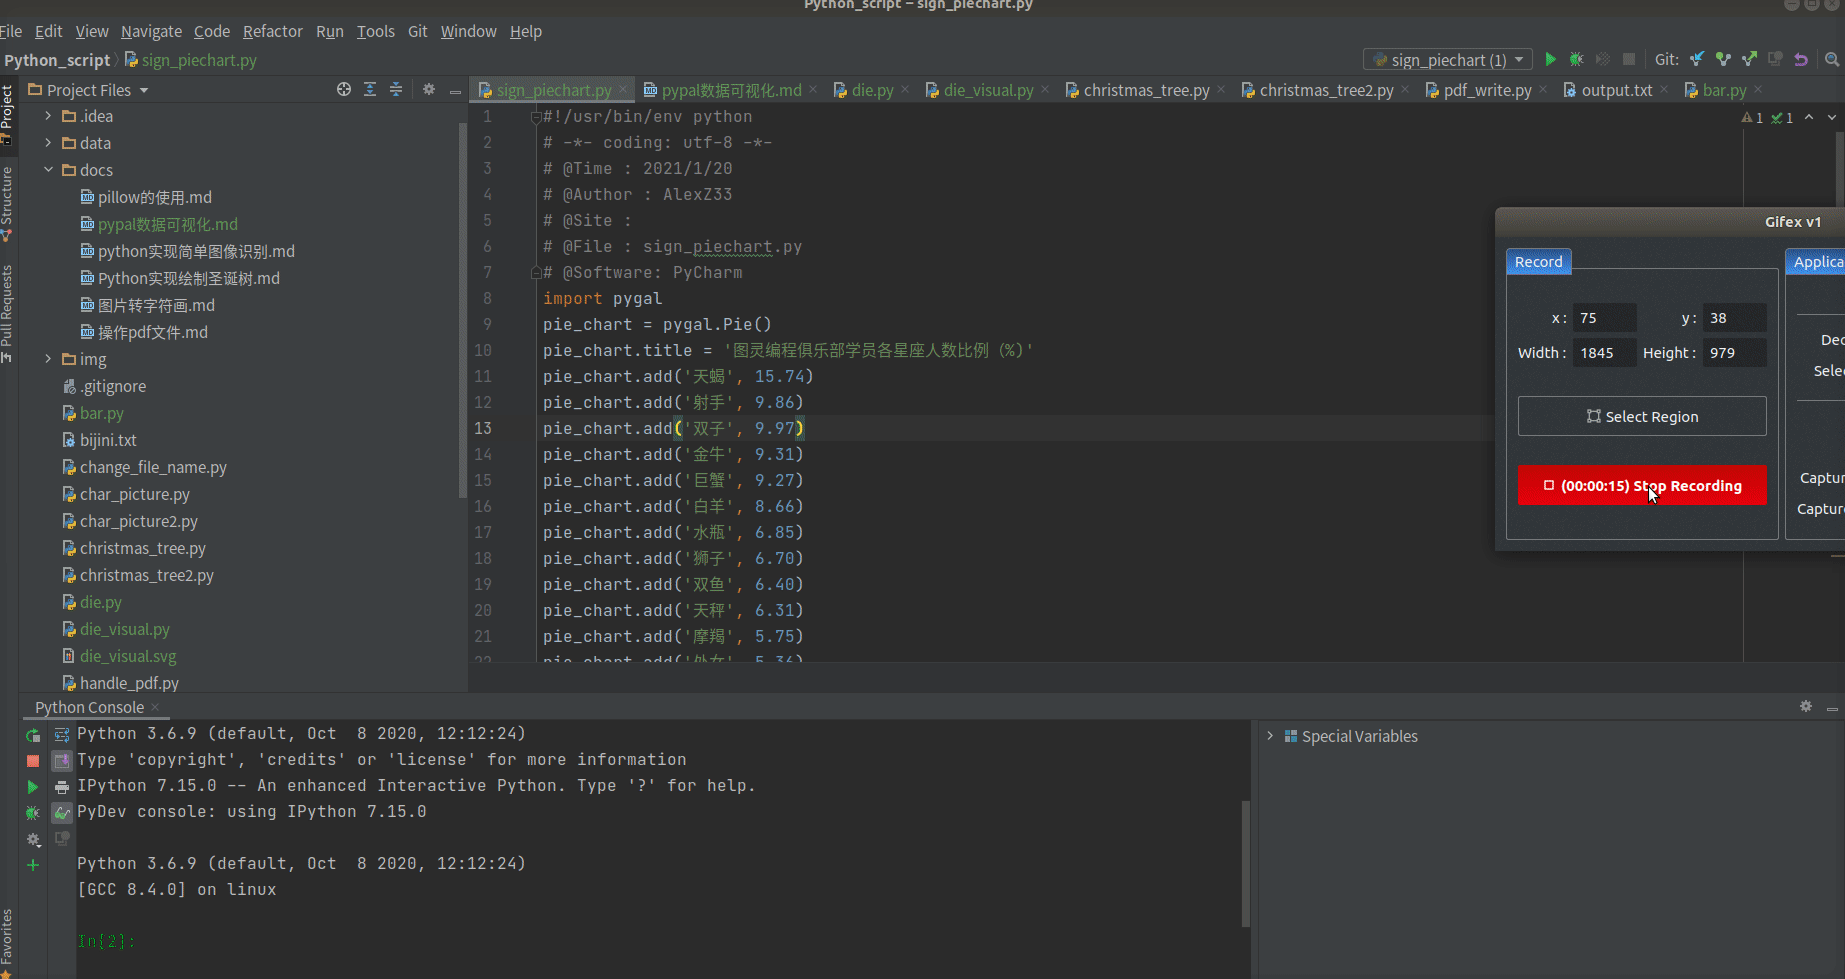 Python_script – sign_piechart.py
File Edit View Navigate Code Refactor Run Tools Git Window Help
Python_script sign_piechart.py
sign_piechart (1)
Git:
Project Files
sign_piechart.py
pypal数据可视化.md
die.py
die_visual.py
christmas_tree.py
christmas_tree2.py
pdf_write.py
output.txt
bar.py
Project
Structure
Pull Requests
Favorites
.idea
data
docs
pillow的使用.md
pypal数据可视化.md
python实现简单图像识别.md
Python实现绘制圣诞树.md
图片转字符画.md
操作pdf文件.md
img
.gitignore
bar.py
bijini.txt
change_file_name.py
char_picture.py
char_picture2.py
christmas_tree.py
christmas_tree2.py
die.py
die_visual.py
die_visual.svg
handle_pdf.py
1 #!/usr/bin/env python
2 # -*- coding: utf-8 -*-
3 # @Time : 2021/1/20
4 # @Author : AlexZ33
5 # @Site :
6 # @File : sign_piechart.py
7 # @Software: PyCharm
8 import pygal
9 pie_chart = pygal.Pie()
10 pie_chart.title = '图灵编程俱乐部学员各星座人数比例 (%)'
11 pie_chart.add('天蝎', 15.74)
12 pie_chart.add('射手', 9.86)
13 pie_chart.add('双子', 9.97)
14 pie_chart.add('金牛', 9.31)
15 pie_chart.add('巨蟹', 9.27)
16 pie_chart.add('白羊', 8.66)
17 pie_chart.add('水瓶', 6.85)
18 pie_chart.add('狮子', 6.70)
19 pie_chart.add('双鱼', 6.40)
20 pie_chart.add('天秤', 6.31)
21 pie_chart.add('摩羯', 5.75)
22 pie_chart.add('处女', 5.36)
1 1
Gifex v1
Record
Applica
x: 75 y: 38
Width: 1845 Height: 979
Dec
Selec
Select Region
(00:00:15) Stop Recording
Captur
Capture
Python Console
Python 3.6.9 (default, Oct  8 2020, 12:12:24)
Type 'copyright', 'credits' or 'license' for more information
IPython 7.15.0 -- An enhanced Interactive Python. Type '?' for help.
PyDev console: using IPython 7.15.0
Python 3.6.9 (default, Oct  8 2020, 12:12:24)
[GCC 8.4.0] on linux
In[2]:
Special Variables